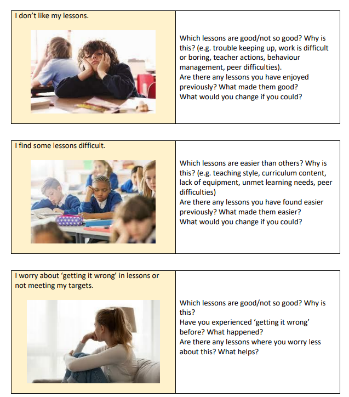 I don't like my lessons.
Which lessons are good/not so good? Why is
this? (e.g. trouble keeping up, work is difficult
or boring, teacher actions, behaviour
management, peer difficulties).
Are there any lessons you have enjoyed
previously? What made them good?
What would you change if you could?
I find some lessons difficult.
Which lessons are easier than others? Why is
this? (e.g. teaching style, curriculum content,
lack of equipment, unmet learning needs, peer
difficulties)
Are there any lessons you have found easier
previously? What made them easier?
What would you change if you could?
I worry about 'getting it wrong' in lessons or
not meeting my targets.
Which lessons are good/not so good? Why is
this?
Have you experienced 'getting it wrong'
before? What happened?
Are there any lessons where you worry less
about this? What helps?